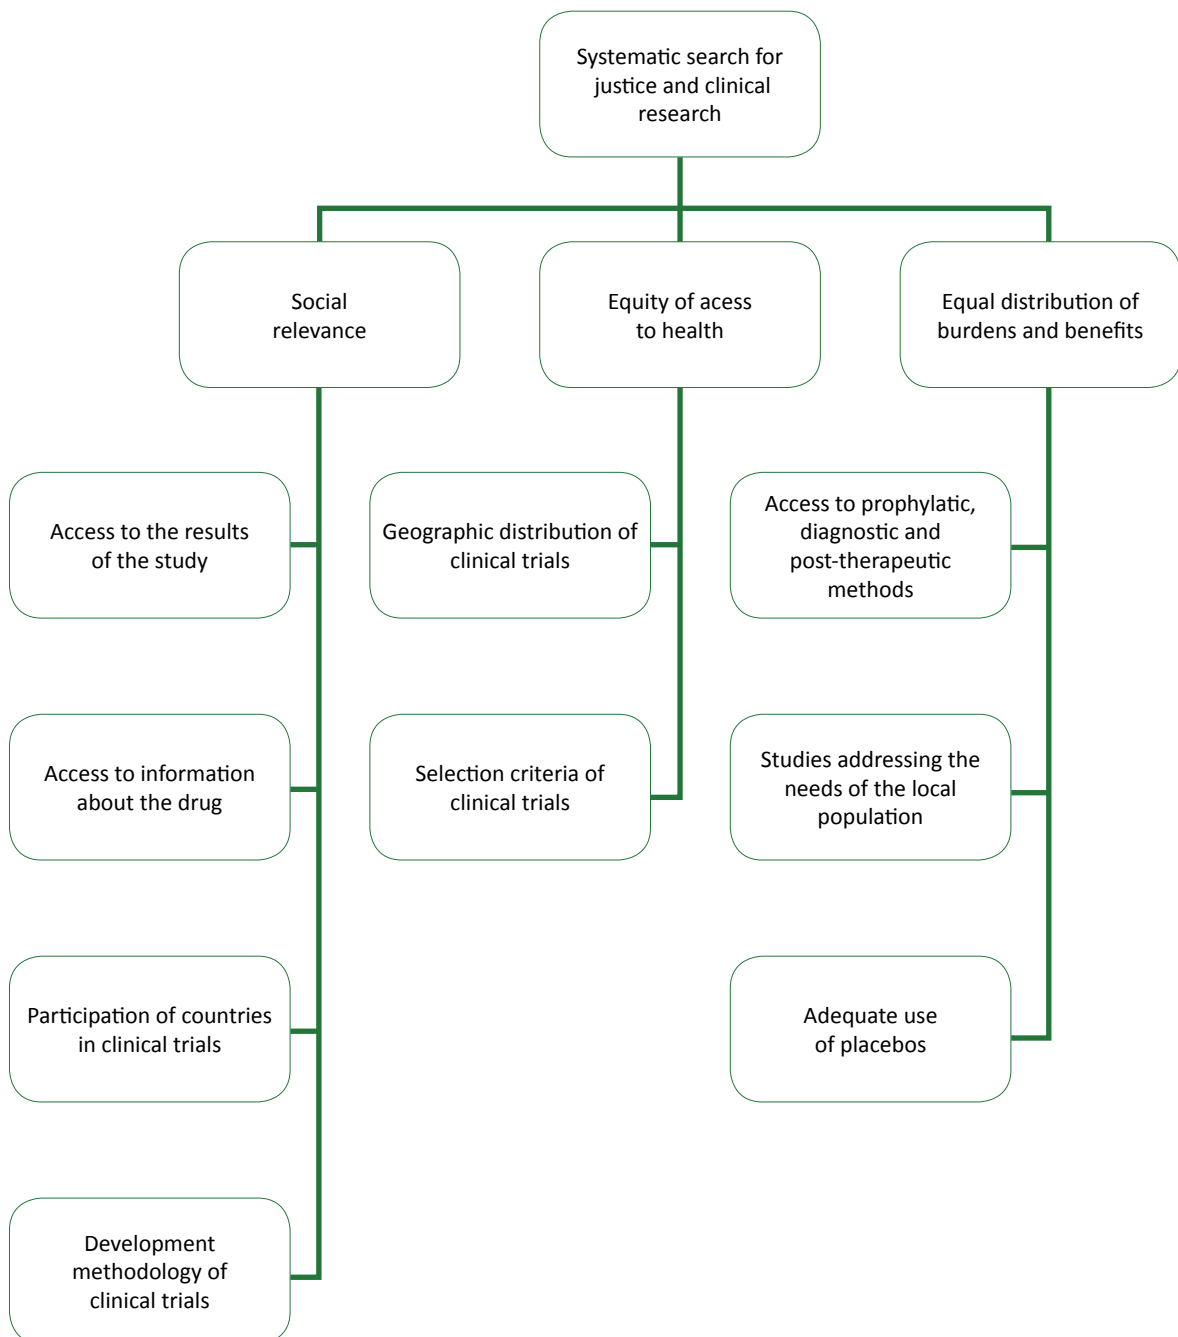 Systematic search for
justice and clinical
research
Social
relevance
Equity of acess
to health
Equal distribution of
burdens and benefits
Access to the results
of the study
Geographic distribution of
clinical trials
Access to prophylatic,
diagnostic and
post-therapeutic
methods
Access to information
about the drug
Selection criteria of
clinical trials
Studies addressing the
needs of the local
population
Participation of countries
in clinical trials
Adequate use
of placebos
Development
methodology of
clinical trials